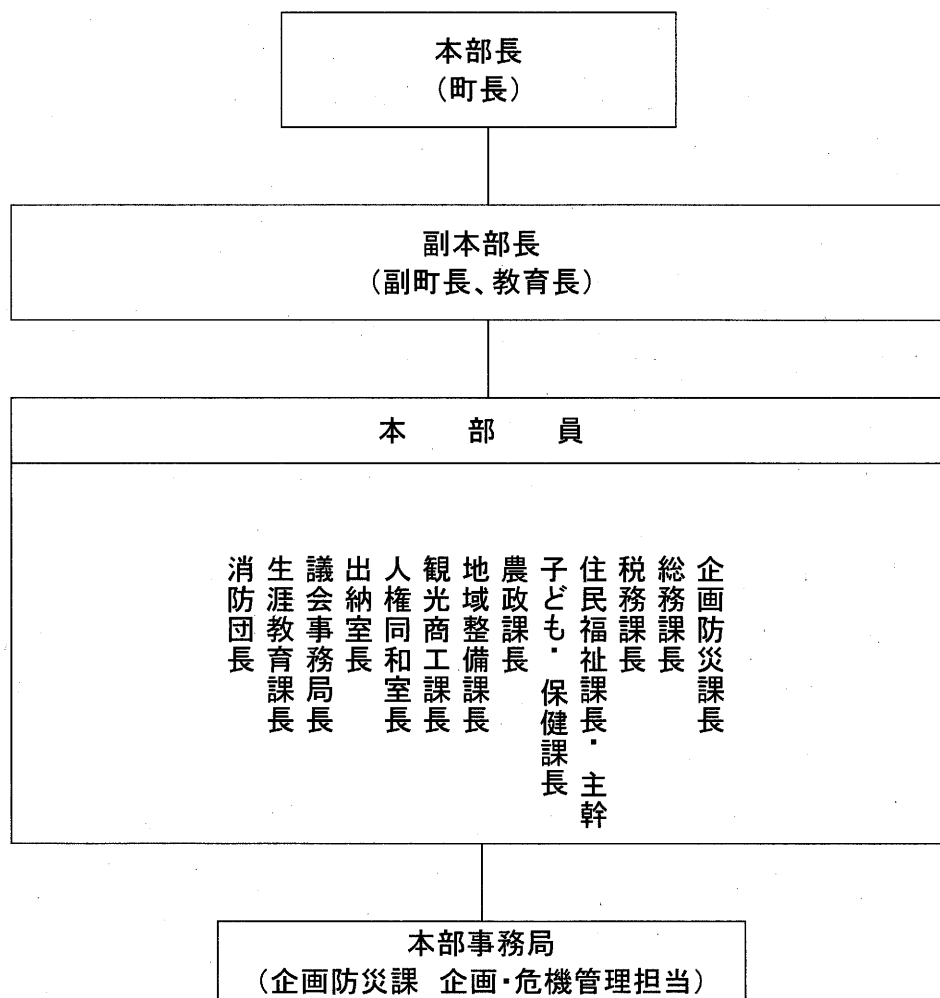 本部長
(町長)
副本部長
(副町長、教育長)
本部員
企画防災課長
総務課長
税務課長
住民福祉課長・主幹
子ども・保健課長
農政課長
地域整備課長
観光商工課長
人権同和室長
出納室長
議会事務局長
生涯教育課長
消防団長
本部事務局
(企画防災課 企画・危機管理担当)